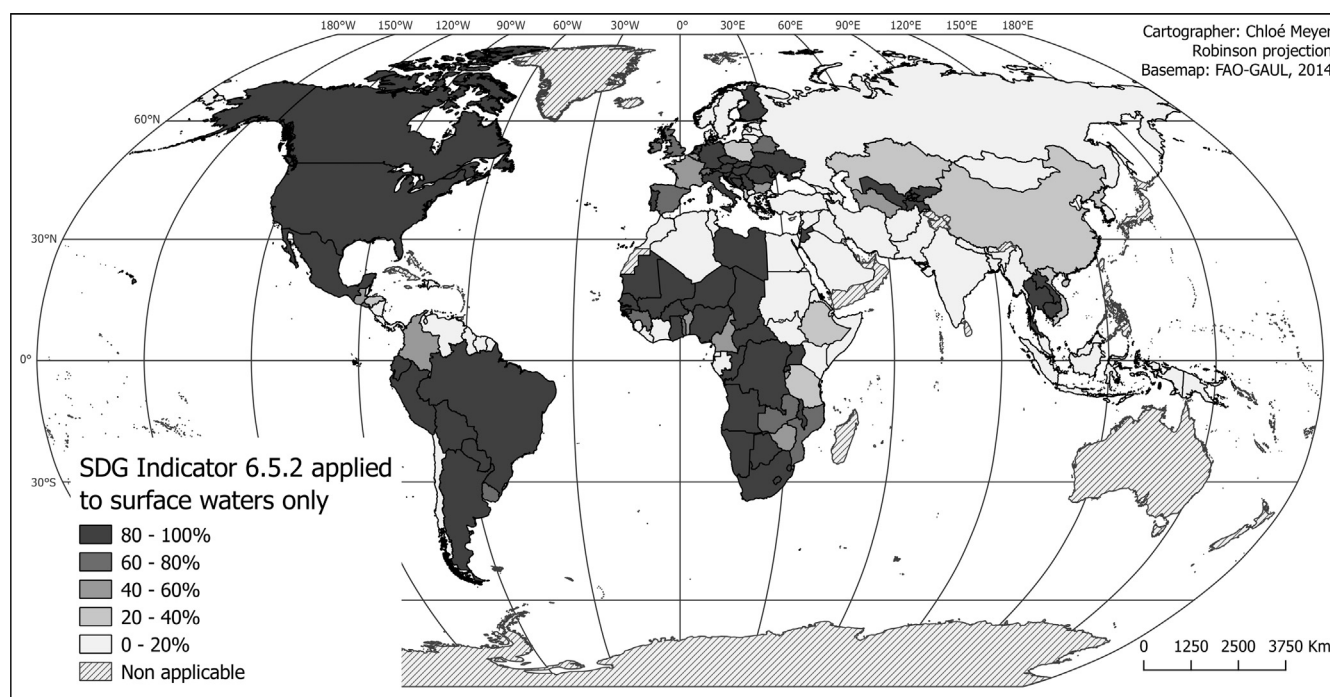 180°W 150°W 120°W 90°W 60°W 30°W 0° 30°E 60°E 90°E 120°E 150°E 180°E
Cartographer: Chloé Meyer
Robinson projection
Basemap: FAO-GAUL, 2014
60°N
30°N
0°
30°S
SDG Indicator 6.5.2 applied
to surface waters only
80 - 100%
60 - 80%
40 - 60%
20 - 40%
0 - 20%
Non applicable
0 1250 2500 3750 Km